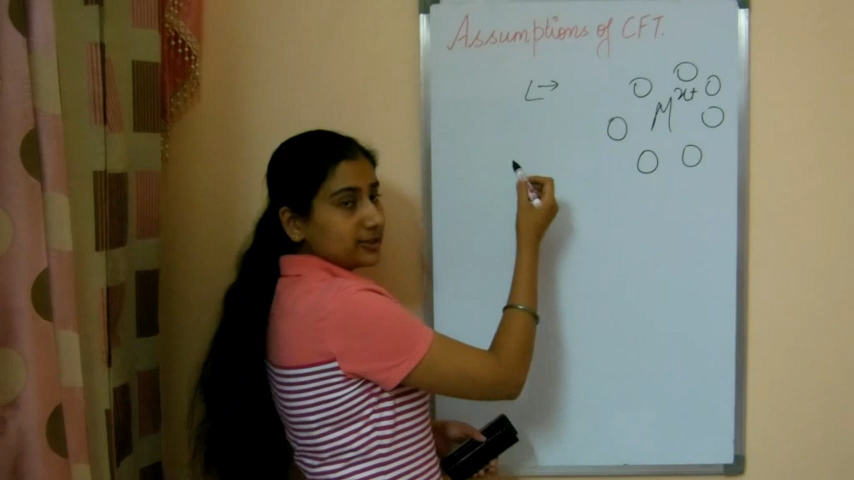 Assumptions of CFT.
L →
M^x+